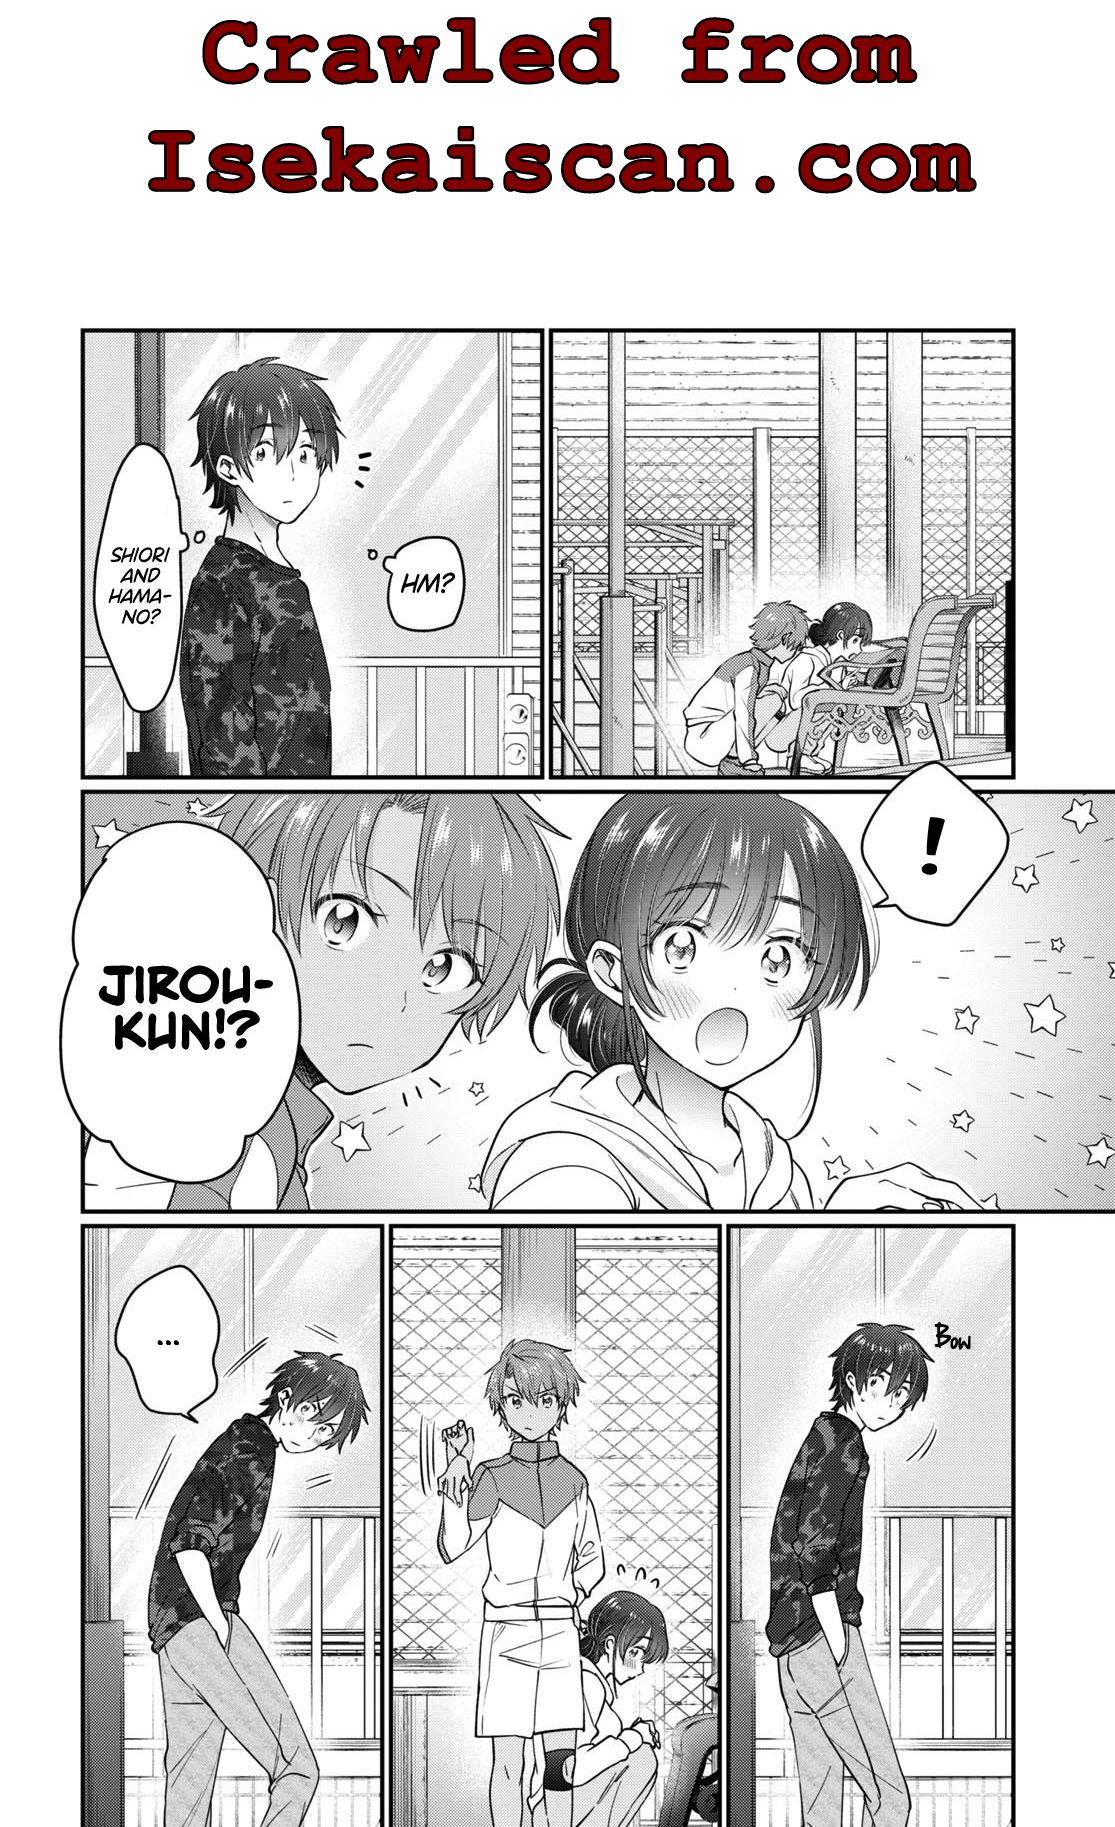 Crawled from
Isekaiscan.com
HM?
SHIORI
AND
HAMA-
NO?
!
JIROU-
KUN!?
BOW
...